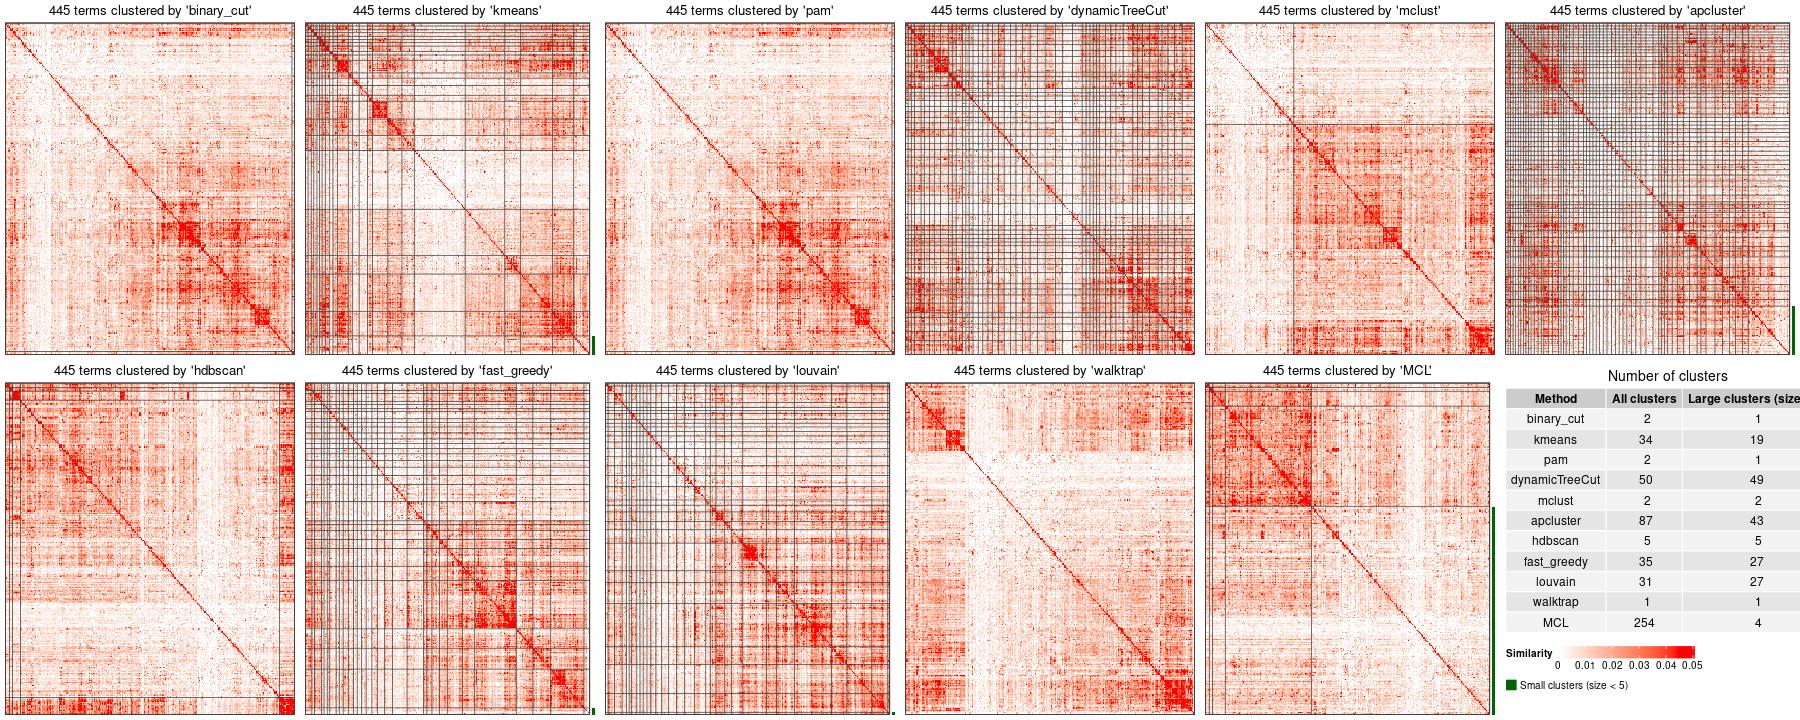 445 terms clustered by 'binary_cut'
445 terms clustered by 'kmeans'
445 terms clustered by 'pam'
445 terms clustered by 'dynamicTreeCut'
445 terms clustered by 'mclust'
445 terms clustered by 'apcluster'
445 terms clustered by 'hdbscan'
445 terms clustered by 'fast_greedy'
445 terms clustered by 'louvain'
445 terms clustered by 'walktrap'
445 terms clustered by 'MCL'
Number of clusters
Method All clusters Large clusters (size
binary_cut 2 1
kmeans 34 19
pam 2 1
dynamicTreeCut 50 49
mclust 2 2
apcluster 87 43
hdbscan 5 5
fast_greedy 35 27
louvain 31 27
walktrap 1 1
MCL 254 4
Similarity
0 0.01 0.02 0.03 0.04 0.05
Small clusters (size < 5)